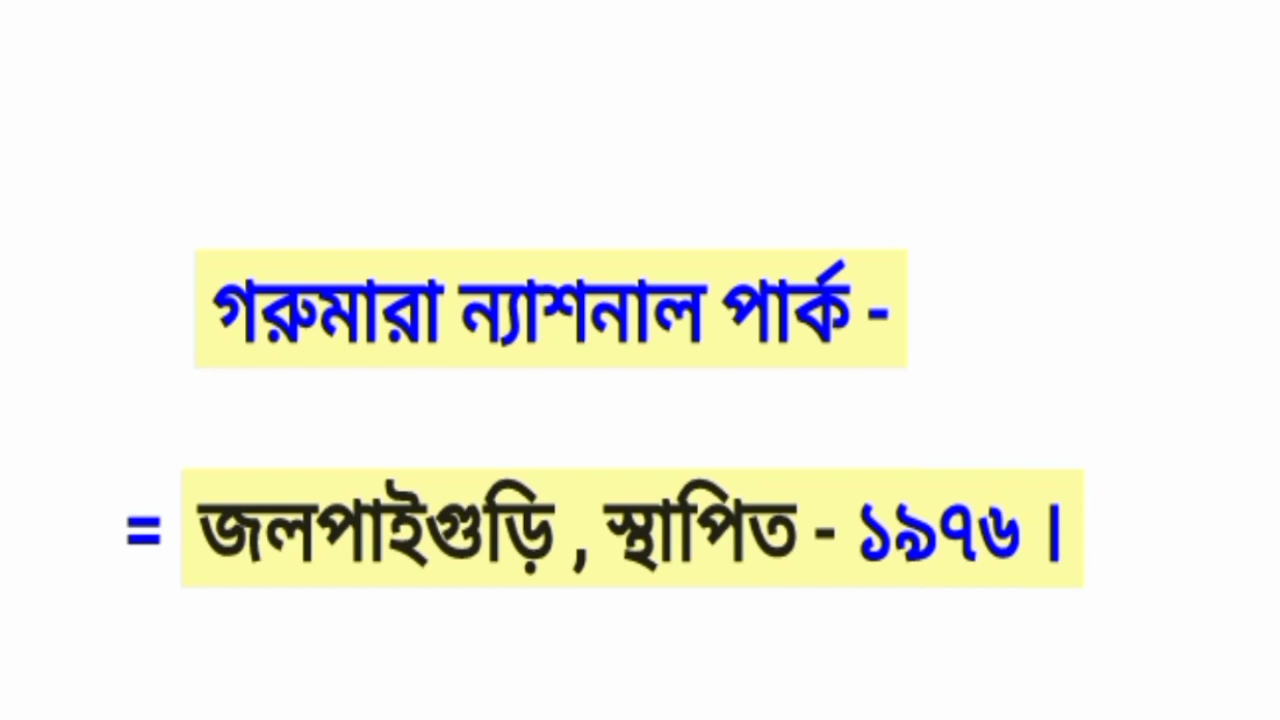 গরুমারা ন্যাশনাল পার্ক -
= জলপাইগুড়ি , স্থাপিত - ১৯৭৬ ।